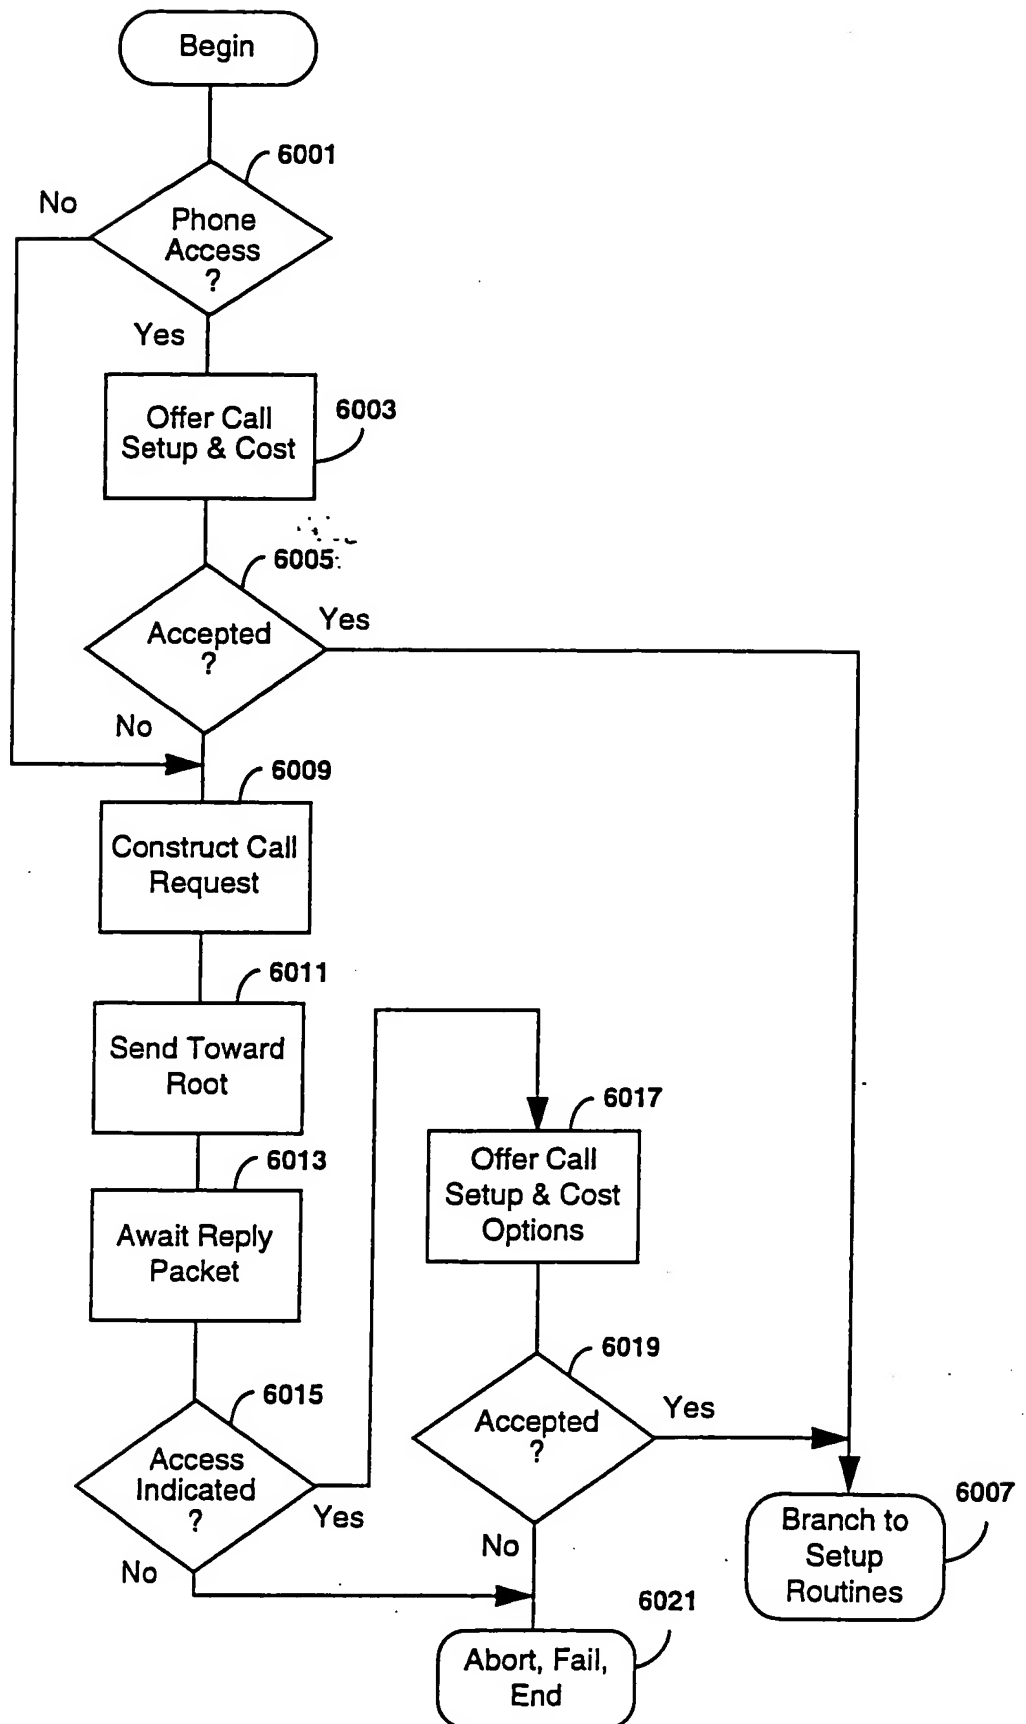 Begin
6001
No
Phone
Access
?
Yes
Offer Call
Setup & Cost
6003
6005
Accepted
?
Yes
No
6009
Construct Call
Request
6011
Send Toward
Root
6013
Await Reply
Packet
6015
Access
Indicated
?
Yes
No
6017
Offer Call
Setup & Cost
Options
6019
Accepted
?
Yes
No
6007
Branch to
Setup
Routines
6021
Abort, Fail,
End